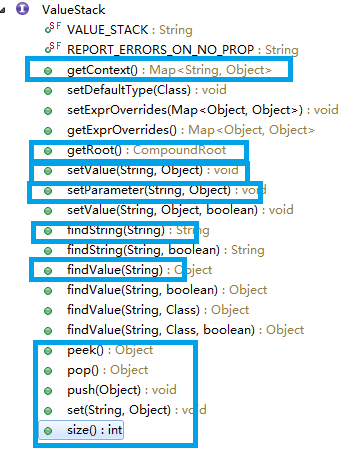 ValueStack
S F VALUE_STACK : String
S F REPORT_ERRORS_ON_NO_PROP : String
getContext() : Map<String, Object>
setDefaultType(Class) : void
setExprOverrides(Map<Object, Object>) : void
getExprOverrides() : Map<Object, Object>
getRoot() : CompoundRoot
setValue(String, Object) : void
setParameter(String, Object) : void
setValue(String, Object, boolean) : void
findString(String) : String
findString(String, boolean) : String
findValue(String) : Object
findValue(String, boolean) : Object
findValue(String, Class) : Object
findValue(String, Class, boolean) : Object
peek() : Object
pop() : Object
push(Object) : void
set(String, Object) : void
size() : int